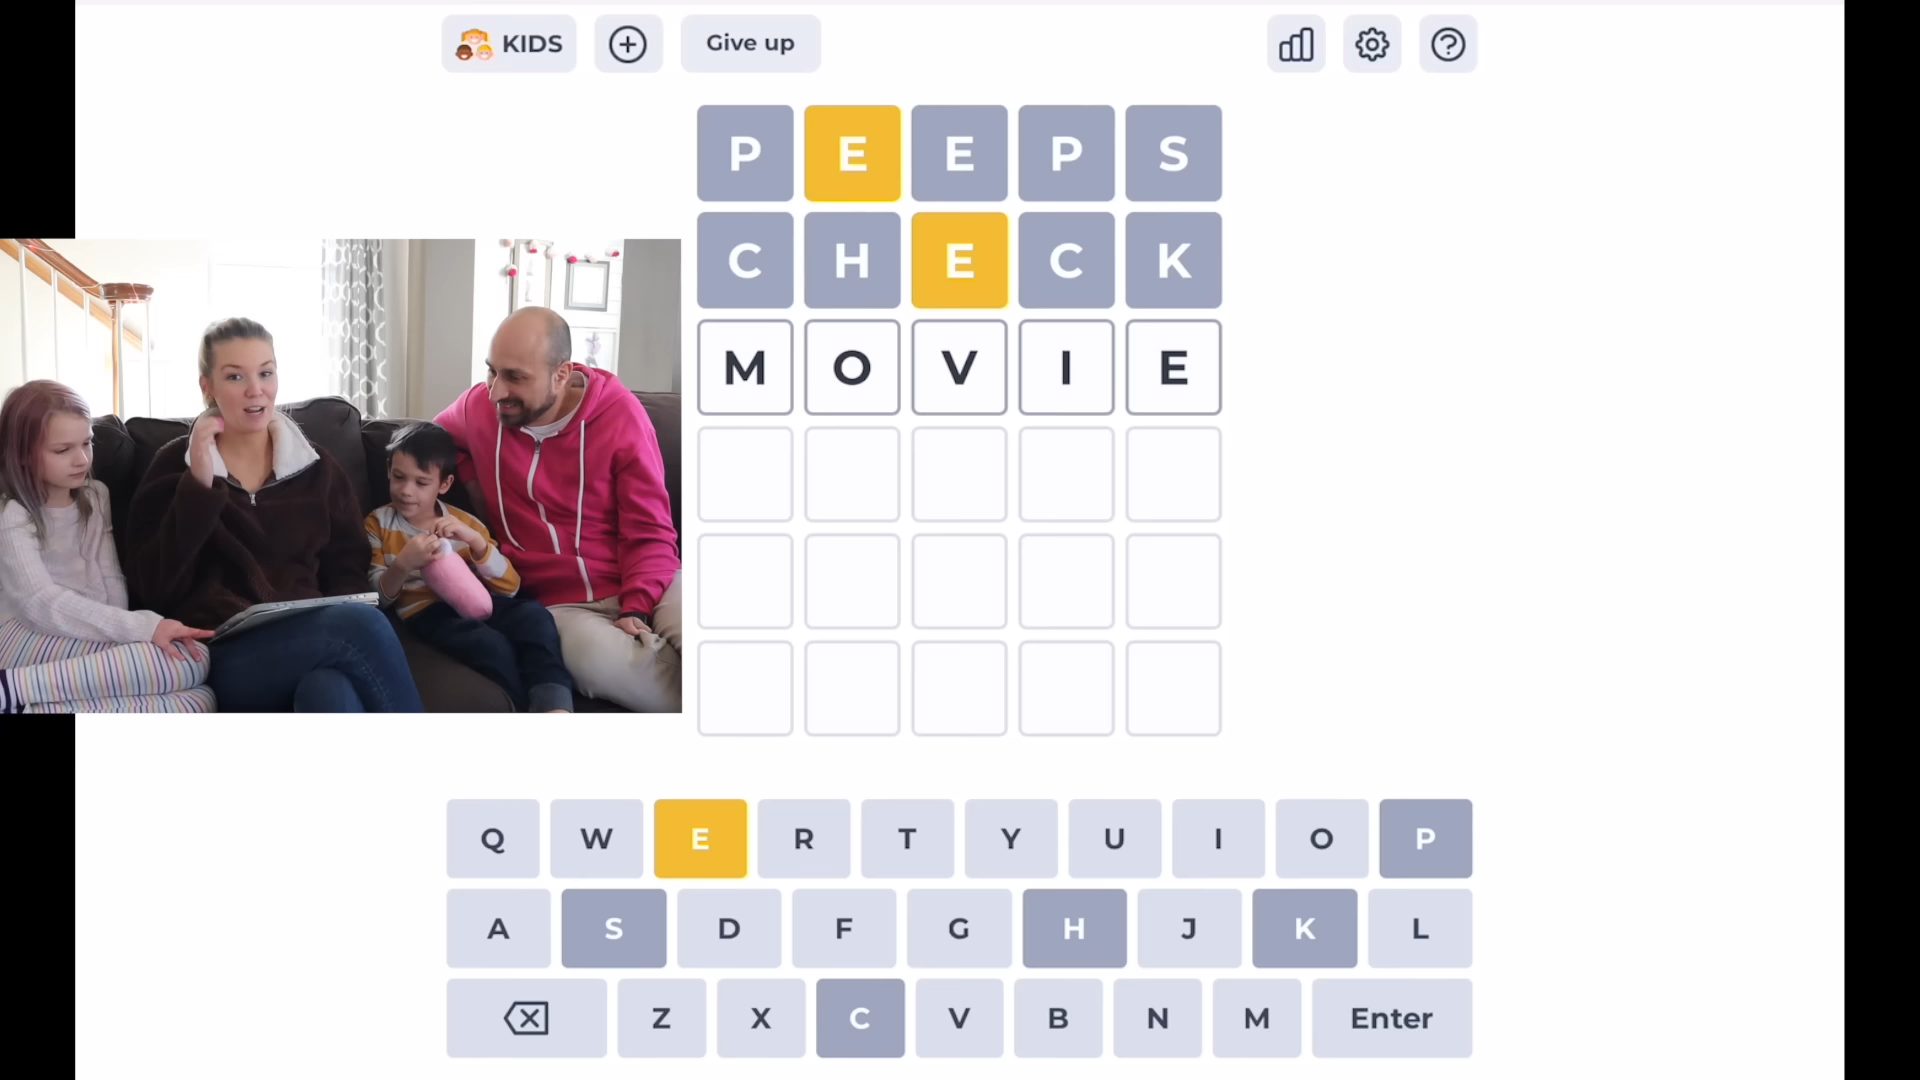 KIDS Give up
P E E P S
C H E C K
M O V I E
Q W E R T Y U I O P
A S D F G H J K L
Z X C V B N M Enter